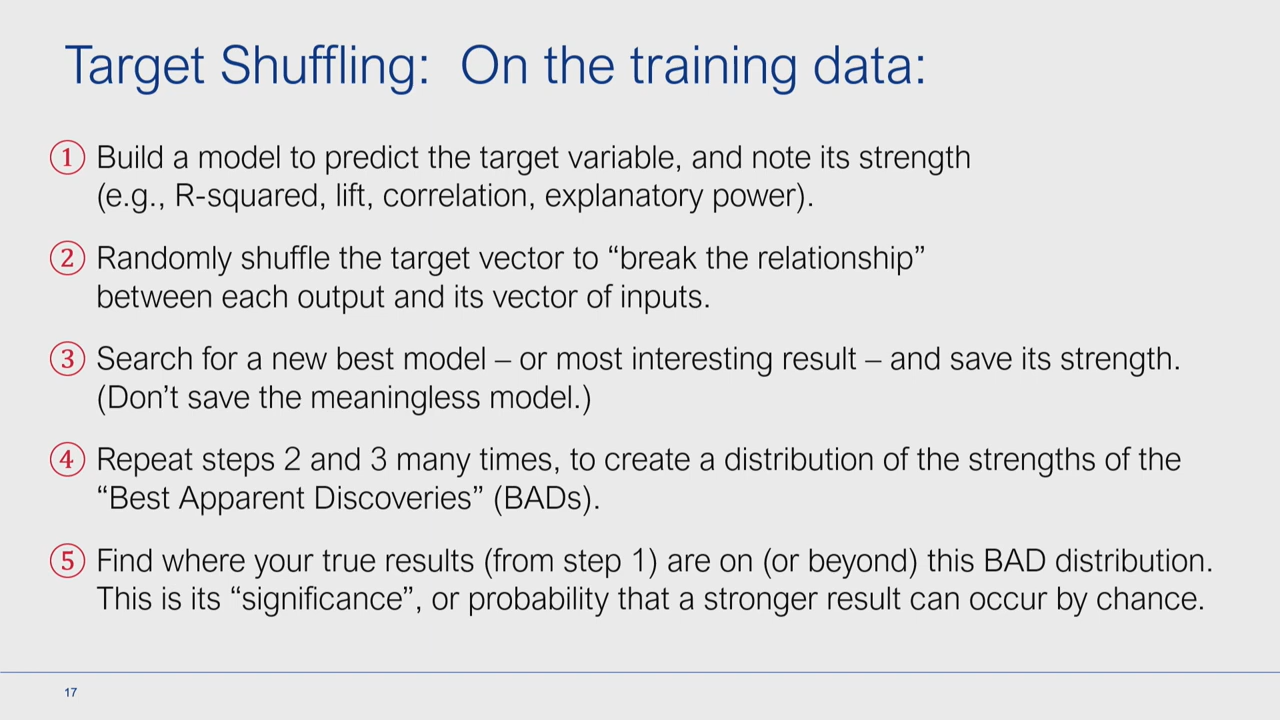 Target Shuffling: On the training data:
① Build a model to predict the target variable, and note its strength
(e.g., R-squared, lift, correlation, explanatory power).
② Randomly shuffle the target vector to “break the relationship”
between each output and its vector of inputs.
③ Search for a new best model – or most interesting result – and save its strength.
(Don’t save the meaningless model.)
④ Repeat steps 2 and 3 many times, to create a distribution of the strengths of the
“Best Apparent Discoveries” (BADs).
⑤ Find where your true results (from step 1) are on (or beyond) this BAD distribution.
This is its “significance”, or probability that a stronger result can occur by chance.
17